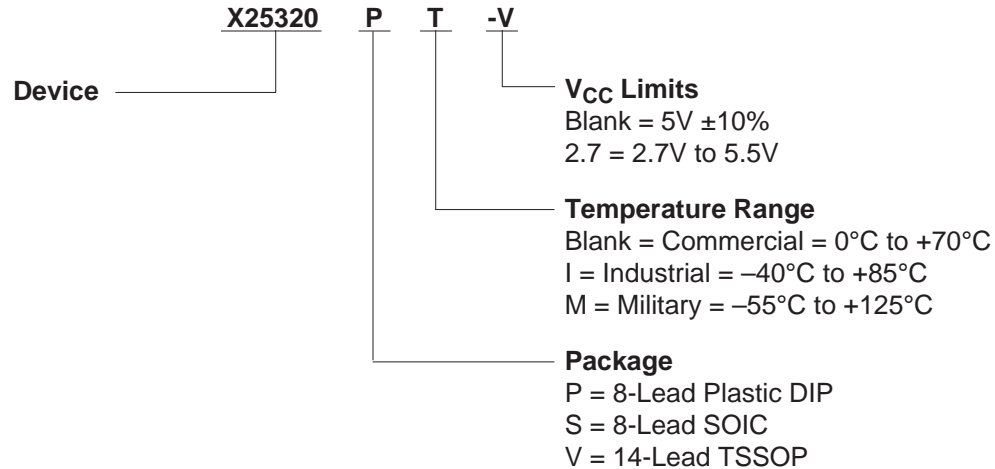 X25320 P T -V
Device
VCC Limits
Blank = 5V ±10%
2.7 = 2.7V to 5.5V
Temperature Range
Blank = Commercial = 0°C to +70°C
I = Industrial = –40°C to +85°C
M = Military = –55°C to +125°C
Package
P = 8-Lead Plastic DIP
S = 8-Lead SOIC
V = 14-Lead TSSOP